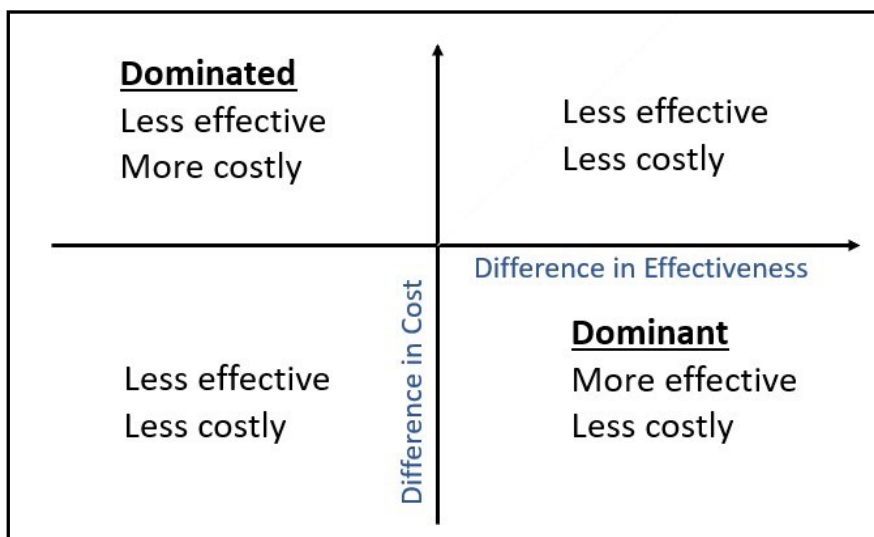 Dominated
Less effective
More costly
Less effective
Less costly
Difference in Effectiveness
Difference in Cost
Less effective
Less costly
Dominant
More effective
Less costly